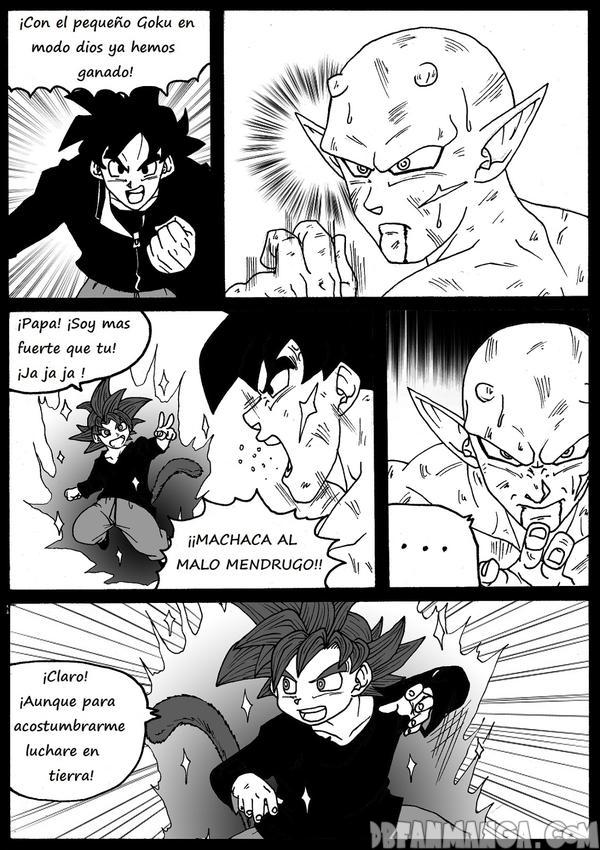 ¡Con el pequeño Goku en
modo dios ya hemos
ganado!
¡Papa! ¡Soy mas
fuerte que tu!
¡Ja ja ja !
¡¡MACHACA AL
MALO MENDRUGO!!
...
¡Claro!
¡Aunque para
acostumbrarme
luchare en
tierra!
DBFANMANGA.COM